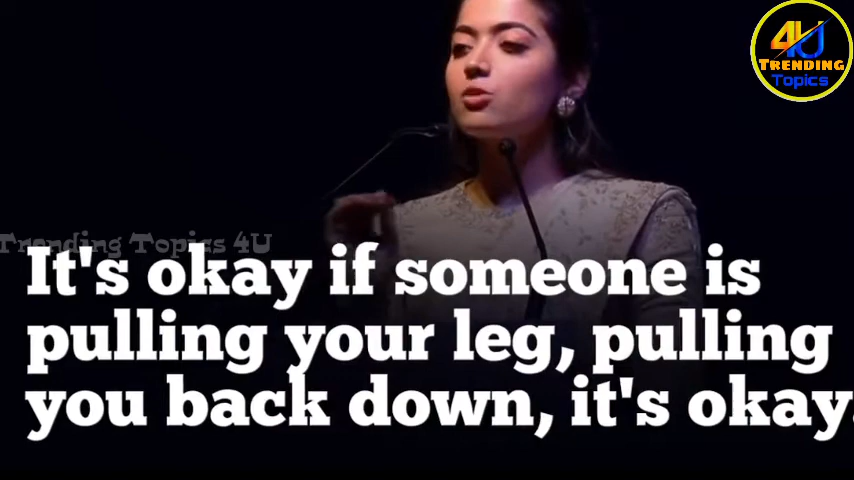 4U
TRENDING
Topics
Trending Topics 4U
It's okay if someone is
pulling your leg, pulling
you back down, it's okay.